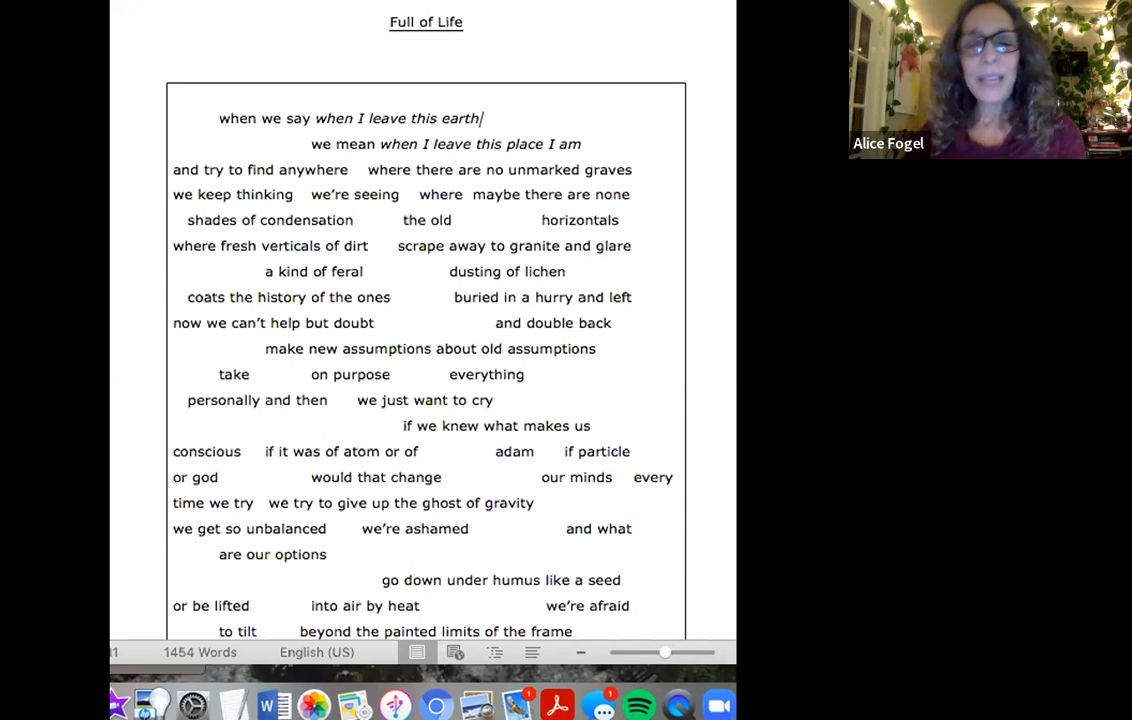 Full of Life
when we say when I leave this earth
we mean when I leave this place I am
and try to find anywhere where there are no unmarked graves
we keep thinking we're seeing where maybe there are none
shades of condensation the old horizontals
where fresh verticals of dirt scrape away to granite and glare
a kind of feral dusting of lichen
coats the history of the ones buried in a hurry and left
now we can't help but doubt and double back
make new assumptions about old assumptions
take on purpose everything
personally and then we just want to cry
if we knew what makes us
conscious if it was of atom or of adam if particle
or god would that change our minds every
time we try we try to give up the ghost of gravity
we get so unbalanced we're ashamed and what
are our options
go down under humus like a seed
or be lifted into air by heat we're afraid
to tilt beyond the painted limits of the frame
1454 Words English (US)
1
1
Alice Fogel